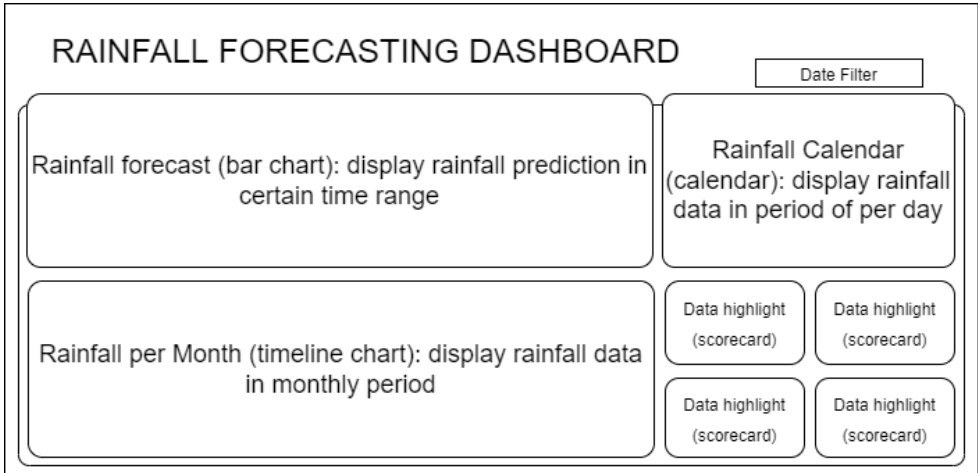 RAINFALL FORECASTING DASHBOARD
Date Filter
Rainfall forecast (bar chart): display rainfall prediction in
certain time range
Rainfall Calendar
(calendar): display rainfall
data in period of per day
Rainfall per Month (timeline chart): display rainfall data
in monthly period
Data highlight
(scorecard)
Data highlight
(scorecard)
Data highlight
(scorecard)
Data highlight
(scorecard)